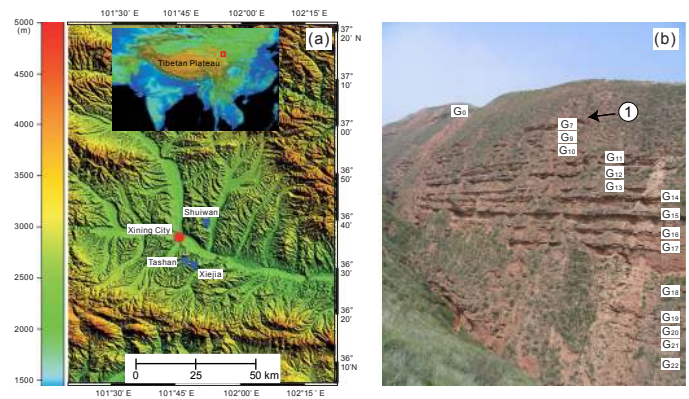 101°30′ E 101°45′ E 102°00′ E 102°15′ E
5000
(m)
4500
4000
3500
3000
2500
2000
1500
(a)
Tibetan Plateau
Shuiwan
Xining City
Tashan
Xiejia
0 25 50 km
37°
20′ N
37°
10′
37°
00′
36°
50′
36°
40′
36°
30′
36°
20′
36°
10′N
101°30′ E 101°45′ E 102°00′ E 102°15′ E
(b)
G6
1
G7
G9
G10
G11
G12
G13
G14
G15
G16
G17
G18
G19
G20
G21
G22